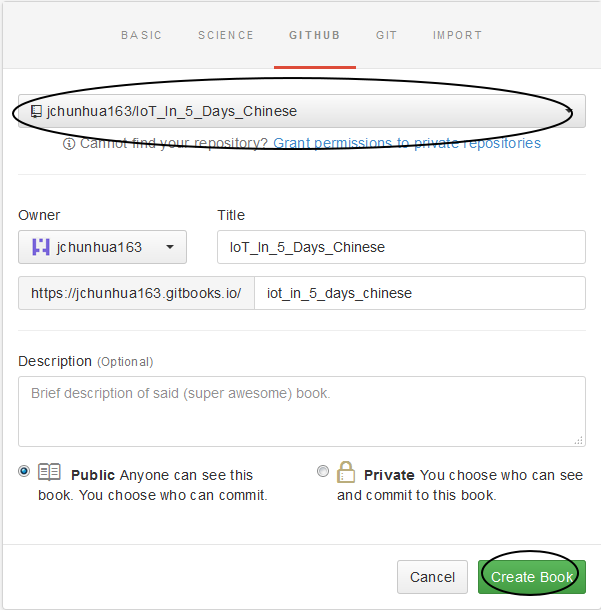 BASIC SCIENCE GITHUB GIT IMPORT
jchunhua163/IoT_In_5_Days_Chinese
Cannot find your repository? Grant permissions to private repositories
Owner Title
jchunhua163 IoT_In_5_Days_Chinese
https://jchunhua163.gitbooks.io/ iot_in_5_days_chinese
Description (Optional)
Brief description of said (super awesome) book.
Public Anyone can see this
book. You choose who can commit.
Private You choose who can see
and commit to this book.
Cancel Create Book